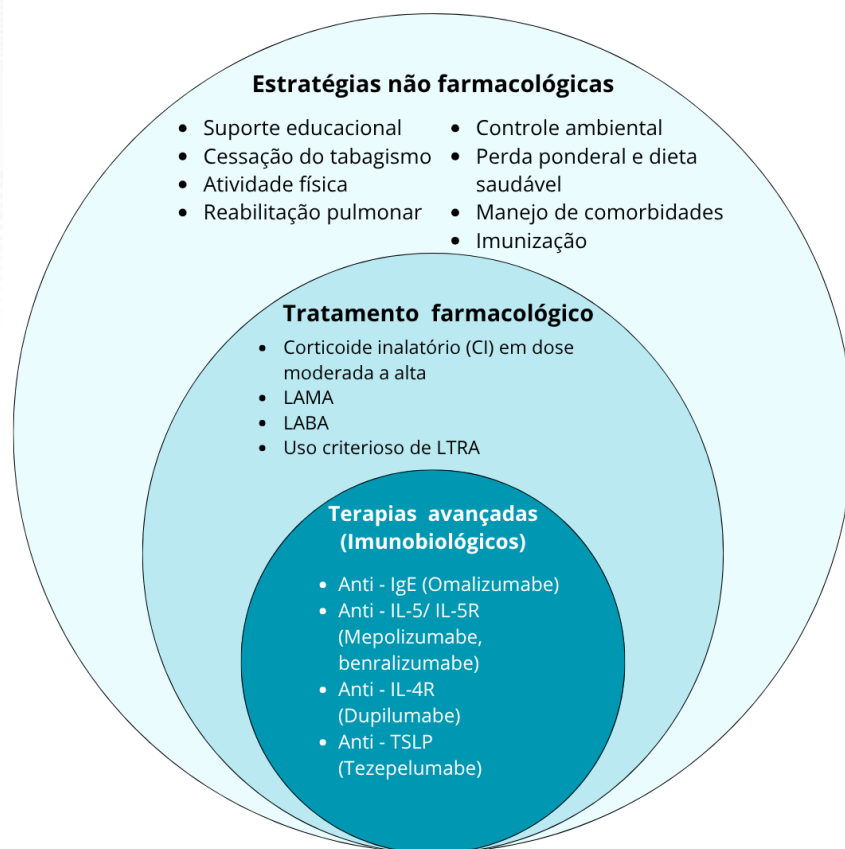 Estratégias não farmacológicas
• Suporte educacional
• Cessação do tabagismo
• Atividade física
• Reabilitação pulmonar
• Controle ambiental
• Perda ponderal e dieta
saudável
• Manejo de comorbidades
• Imunização
Tratamento farmacológico
• Corticoide inalatório (CI) em dose
moderada a alta
• LAMA
• LABA
• Uso criterioso de LTRA
Terapias avançadas
(Imunobiológicos)
• Anti - IgE (Omalizumabe)
• Anti - IL-5/ IL-5R
(Mepolizumabe,
benralizumabe)
• Anti - IL-4R
(Dupilumabe)
• Anti - TSLP
(Tezepelumabe)